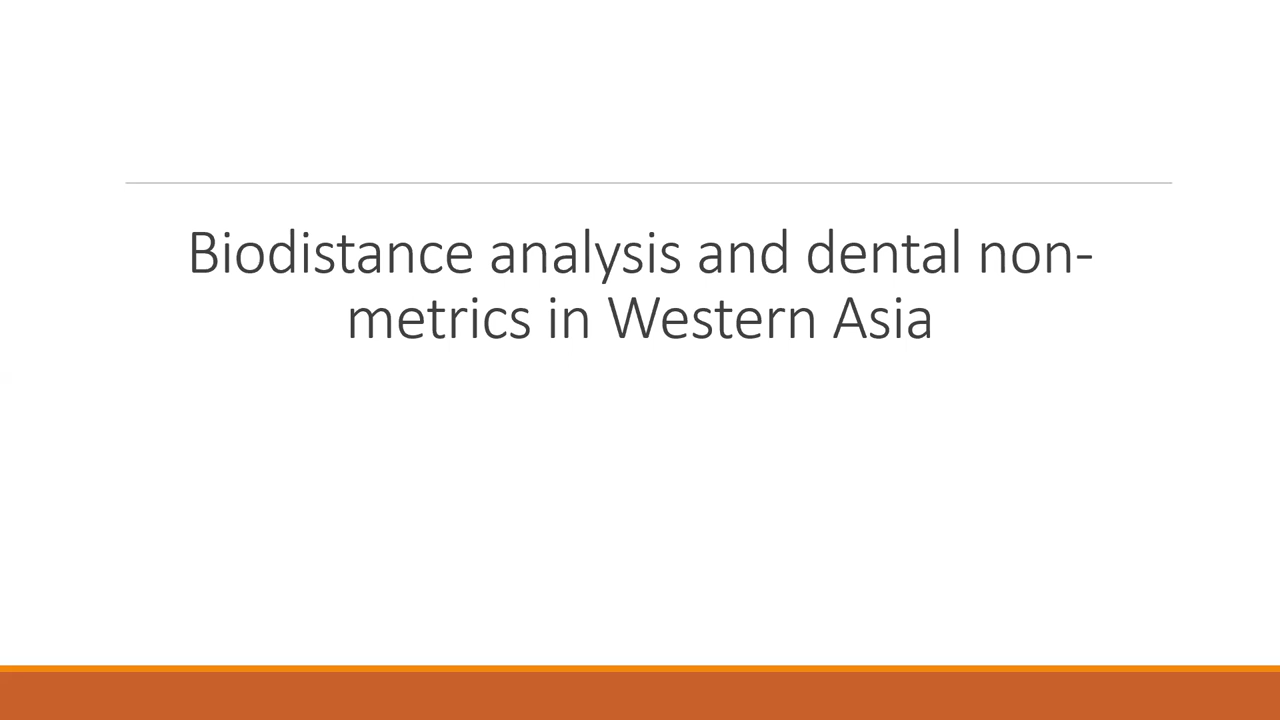 Biodistance analysis and dental non-
metrics in Western Asia